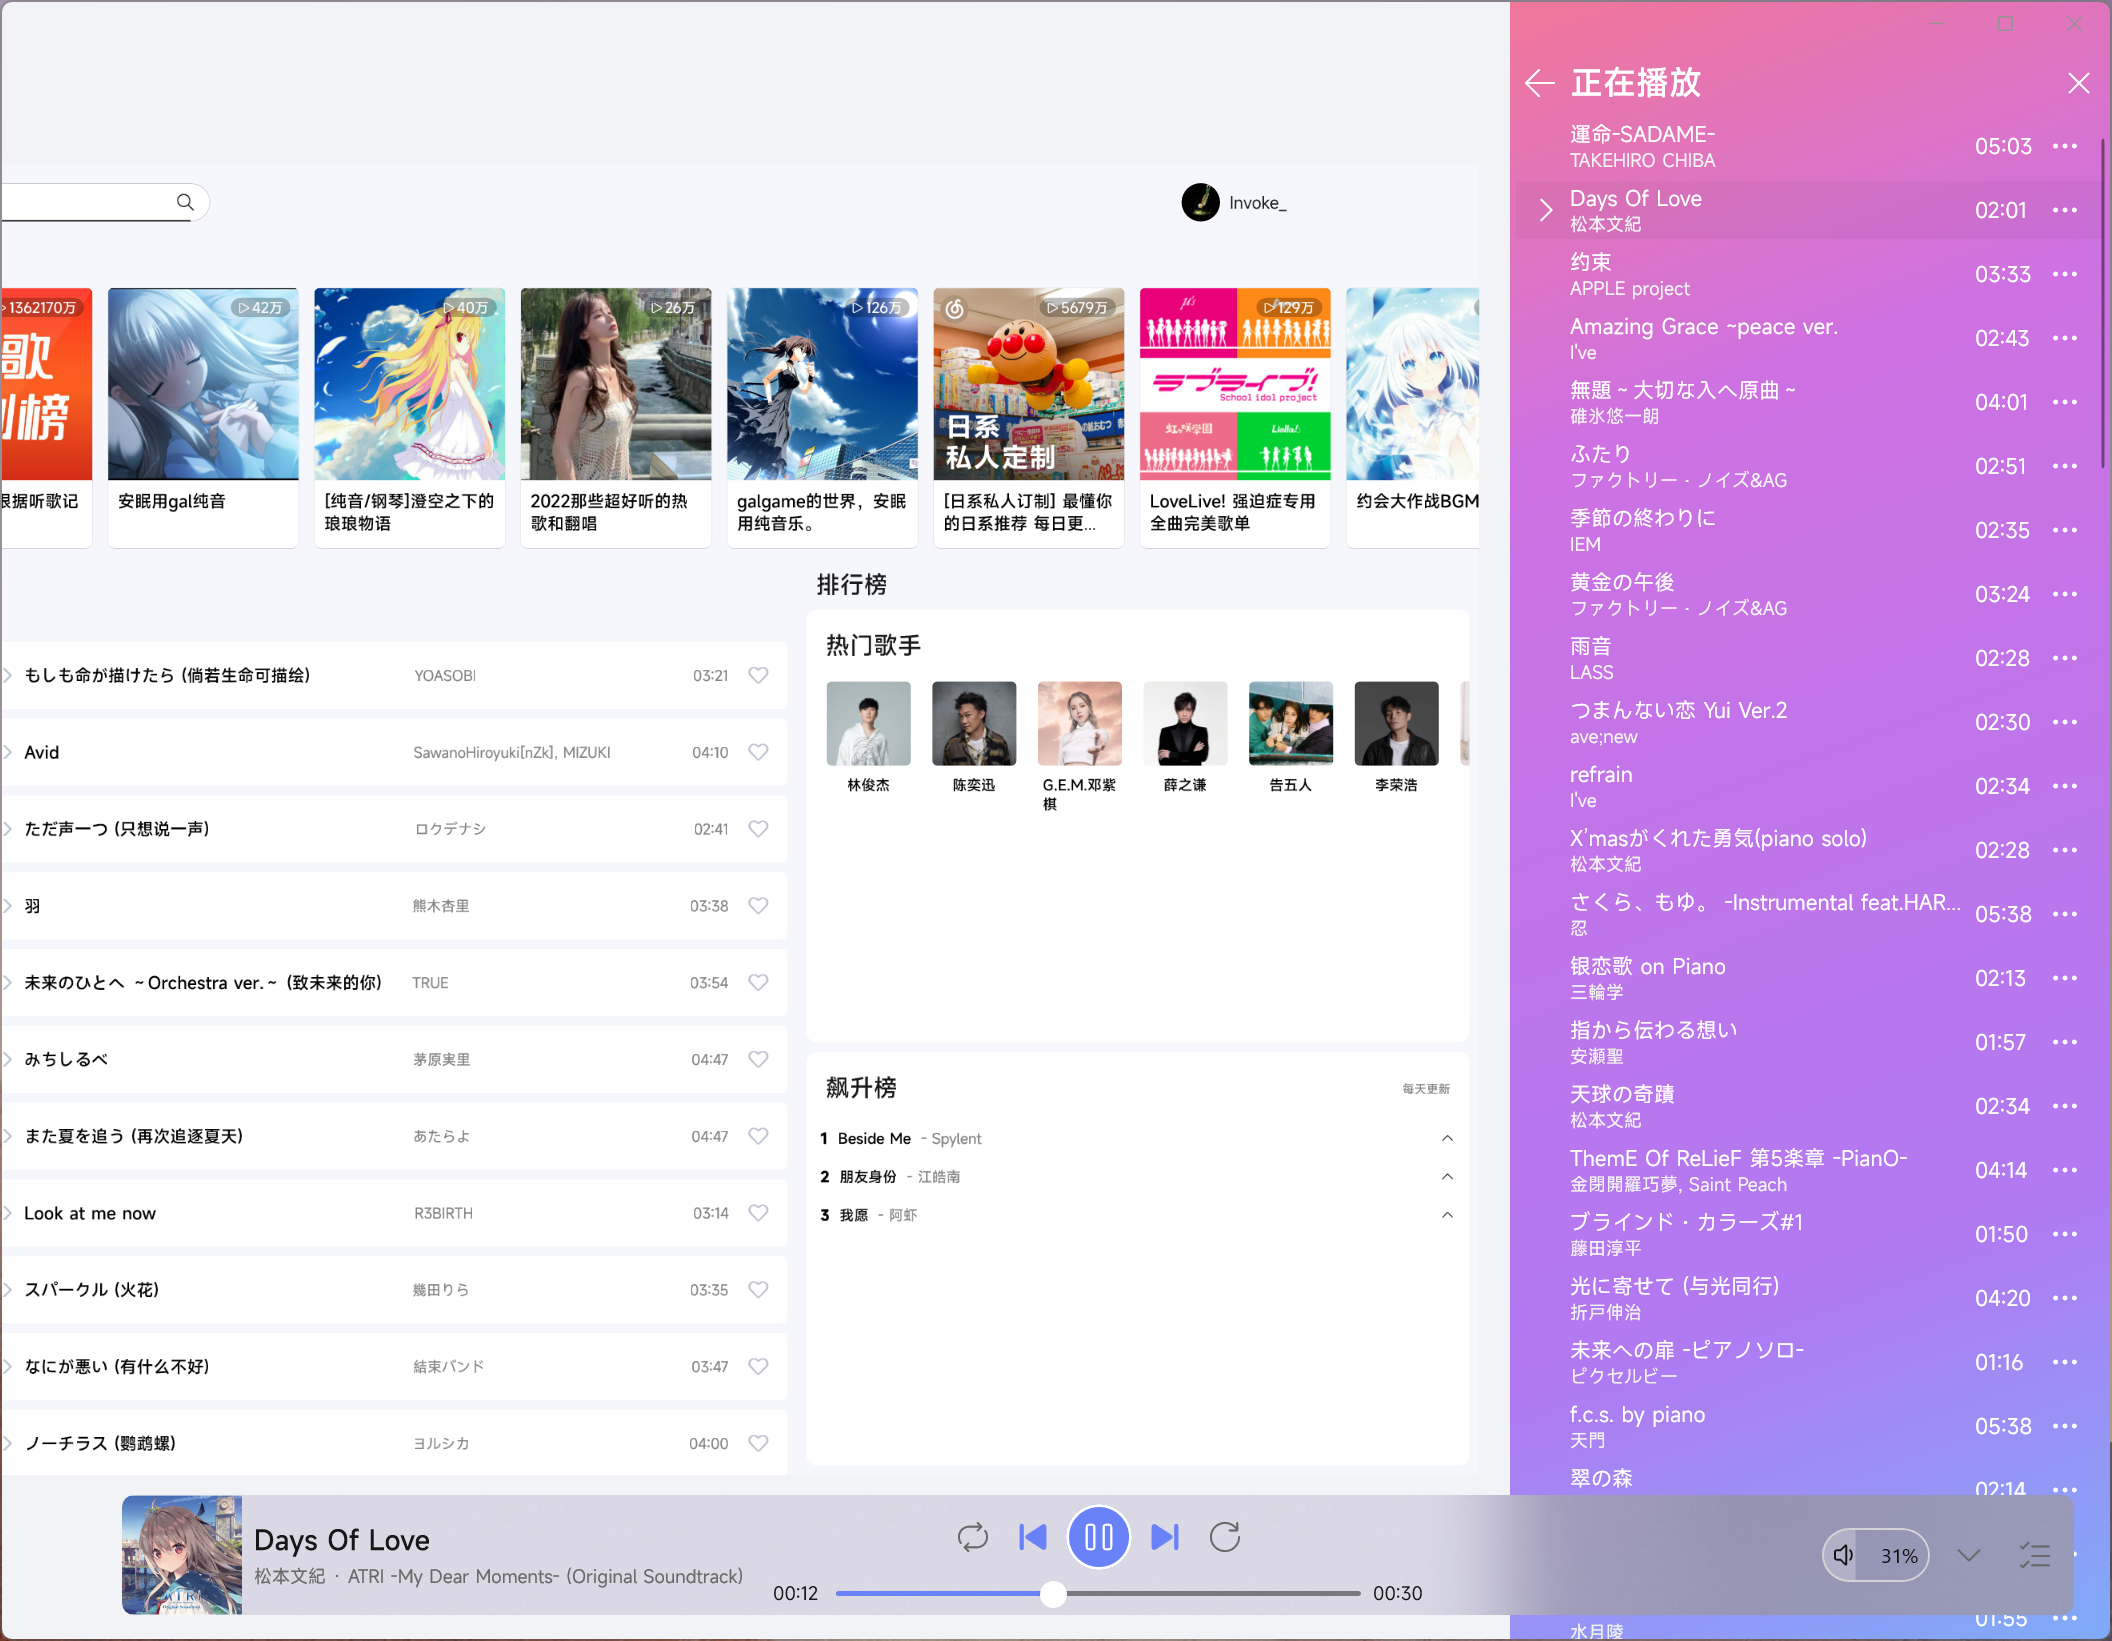 Invoke_
1362170万
42万
40万
26万
126万
5679万
129万
歌
榜
μ's
ラブライブ!
School idol project
虹ヶ咲学園
Liella!
日系
私人定制
根据听歌记
安眠用gal纯音
[纯音/钢琴]澄空之下的
琅琅物语
2022那些超好听的热
歌和翻唱
galgame的世界，安眠
用纯音乐。
[日系私人订制] 最懂你
的日系推荐 每日更...
LoveLive! 强迫症专用
全曲完美歌单
约会大作战BGM
もしも命が描けたら (倘若生命可描绘) YOASOBI 03:21
Avid SawanoHiroyuki[nZk], MIZUKI 04:10
ただ声一つ (只想说一声) ロクデナシ 02:41
羽 熊木杏里 03:38
未来のひとへ ～Orchestra ver.～ (致未来的你) TRUE 03:54
みちしるべ 茅原実里 04:47
また夏を追う (再次追逐夏天) あたらよ 04:47
Look at me now R3BIRTH 03:14
スパークル (火花) 幾田りら 03:35
なにが悪い (有什么不好) 結束バンド 03:47
ノーチラス (鹦鹉螺) ヨルシカ 04:00
排行榜
热门歌手
林俊杰
陈奕迅
G.E.M.邓紫
棋
薛之谦
告五人
李荣浩
飙升榜 每天更新
1 Beside Me - Spylent
2 朋友身份 - 江皓南
3 我愿 - 阿虾
正在播放
運命-SADAME- 05:03
TAKEHIRO CHIBA
Days Of Love 02:01
松本文紀
约束 03:33
APPLE project
Amazing Grace ~peace ver. 02:43
I've
無題～大切な人へ原曲～ 04:01
碓氷悠一朗
ふたり 02:51
ファクトリー・ノイズ&AG
季節の終わりに 02:35
IEM
黄金の午後 03:24
ファクトリー・ノイズ&AG
雨音 02:28
LASS
つまんない恋 Yui Ver.2 02:30
ave;new
refrain 02:34
I've
X'masがくれた勇気(piano solo) 02:28
松本文紀
さくら、もゆ。 -Instrumental feat.HAR... 05:38
忍
银恋歌 on Piano 02:13
三輪学
指から伝わる想い 01:57
安瀬聖
天球の奇蹟 02:34
松本文紀
ThemE Of ReLieF 第5楽章 -PianO- 04:14
金閉開羅巧夢, Saint Peach
ブラインド・カラーズ#1 01:50
藤田淳平
光に寄せて (与光同行) 04:20
折戸伸治
未来への扉 -ピアノソロ- 01:16
ピクセルビー
f.c.s. by piano 05:38
天門
翠の森 02:14
01:55
水月陵
ATRI
Days Of Love
松本文紀 · ATRI -My Dear Moments- (Original Soundtrack)
00:12 00:30
31%